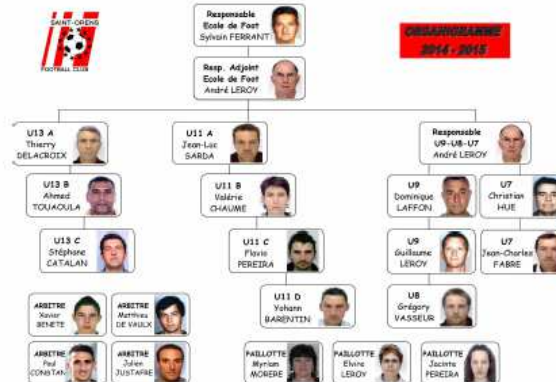 SAINT-ORENS
FOOTBALL CLUB
ORGANIGRAMME
2014 - 2015
Responsable
Ecole de Foot
Sylvain FERRANT
Resp. Adjoint
Ecole de Foot
André LEROY
U13 A
Thierry
DELACROIX
U11 A
Jean-Luc
SARDA
Responsable
U9-U8-U7
André LEROY
U13 B
Ahmed
TOUAOULA
U11 B
Valérie
CHAUME
U9
Dominique
LAFFON
U7
Christian
HUE
U13 C
Stéphane
CATALAN
U11 C
Flavio
PEREIRA
U9
Guillaume
LEROY
U7
Jean-Charles
FABRE
U11 D
Yohann
BARENTIN
U8
Grégory
VASSEUR
ARBITRE
Xavier
BENETE
ARBITRE
Matthieu
DE VAULX
ARBITRE
Paul
CONSTAN
ARBITRE
Julien
JUSTAFRE
PAILLOTTE
Myriam
MORERE
PAILLOTTE
Elvire
LEROY
PAILLOTTE
Jacinta
PEREIRA